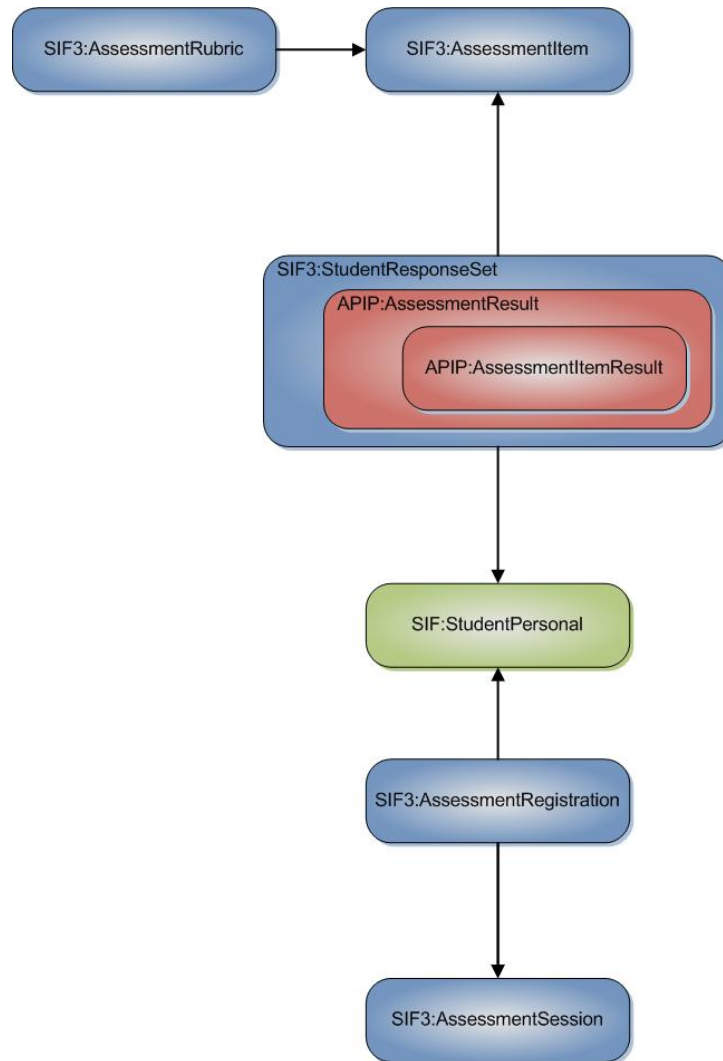 SIF3:AssessmentRubric
SIF3:AssessmentItem
SIF3:StudentResponseSet
APIP:AssessmentResult
APIP:AssessmentItemResult
SIF:StudentPersonal
SIF3:AssessmentRegistration
SIF3:AssessmentSession